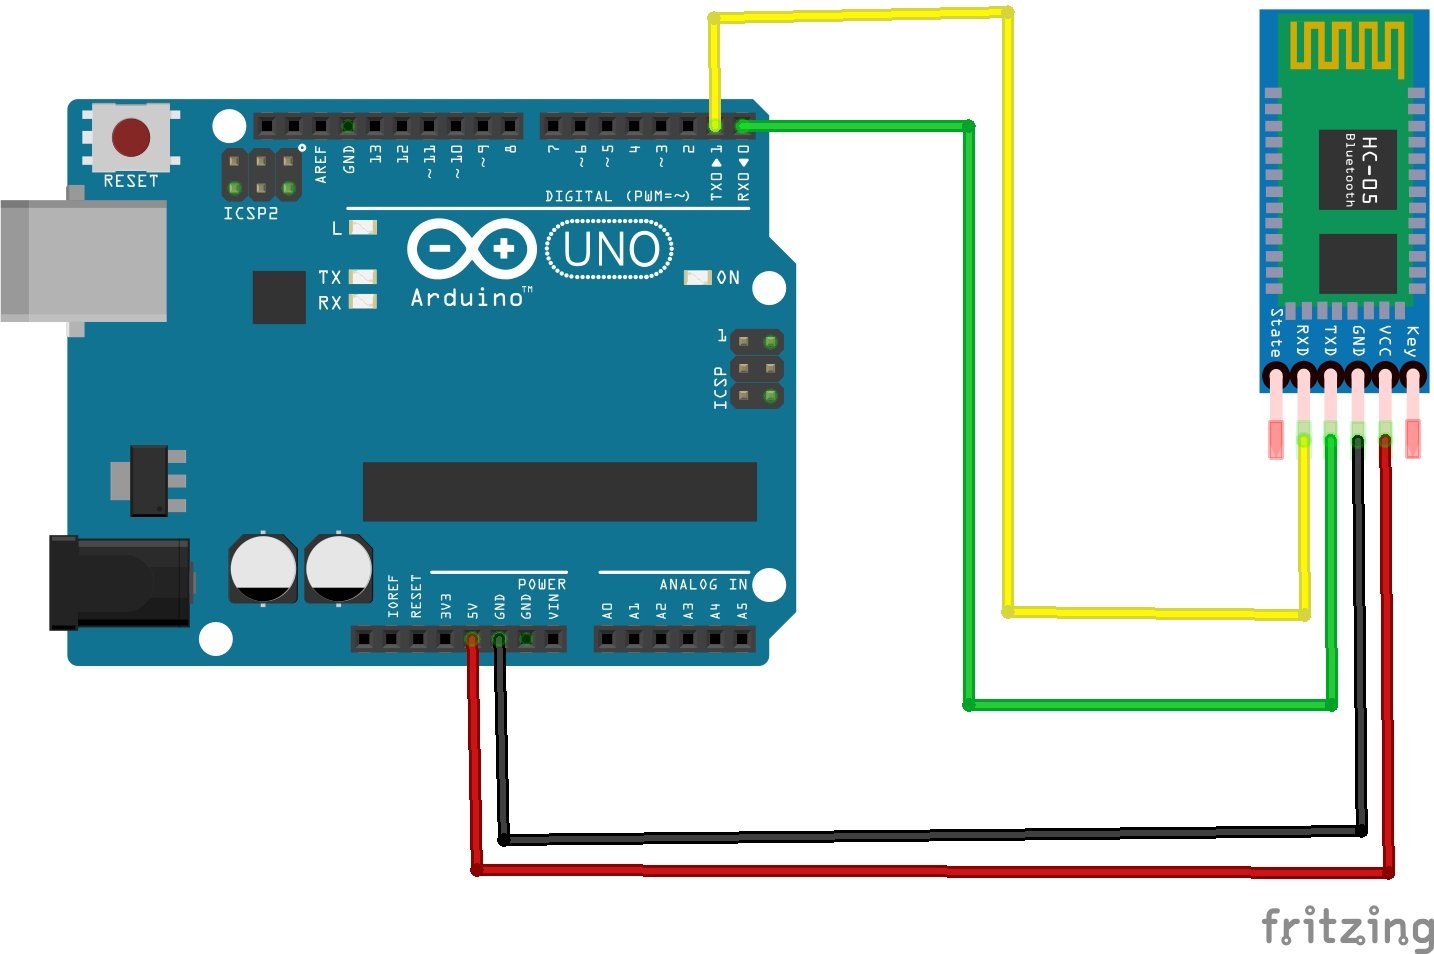 RESET
ICSP2
AREF
GND
13
12
~11
~10
~9
8
7
~6
~5
4
~3
2
TX0▶1
RX0◀0
DIGITAL (PWM=~)
L
TX
RX
UNO
Arduino™
ON
1
ICSP
POWER
ANALOG IN
IOREF
RESET
3V3
5V
GND
GND
VIN
A0
A1
A2
A3
A4
A5
HC-05
Bluetooth
State
RXD
TXD
GND
VCC
Key
fritzing